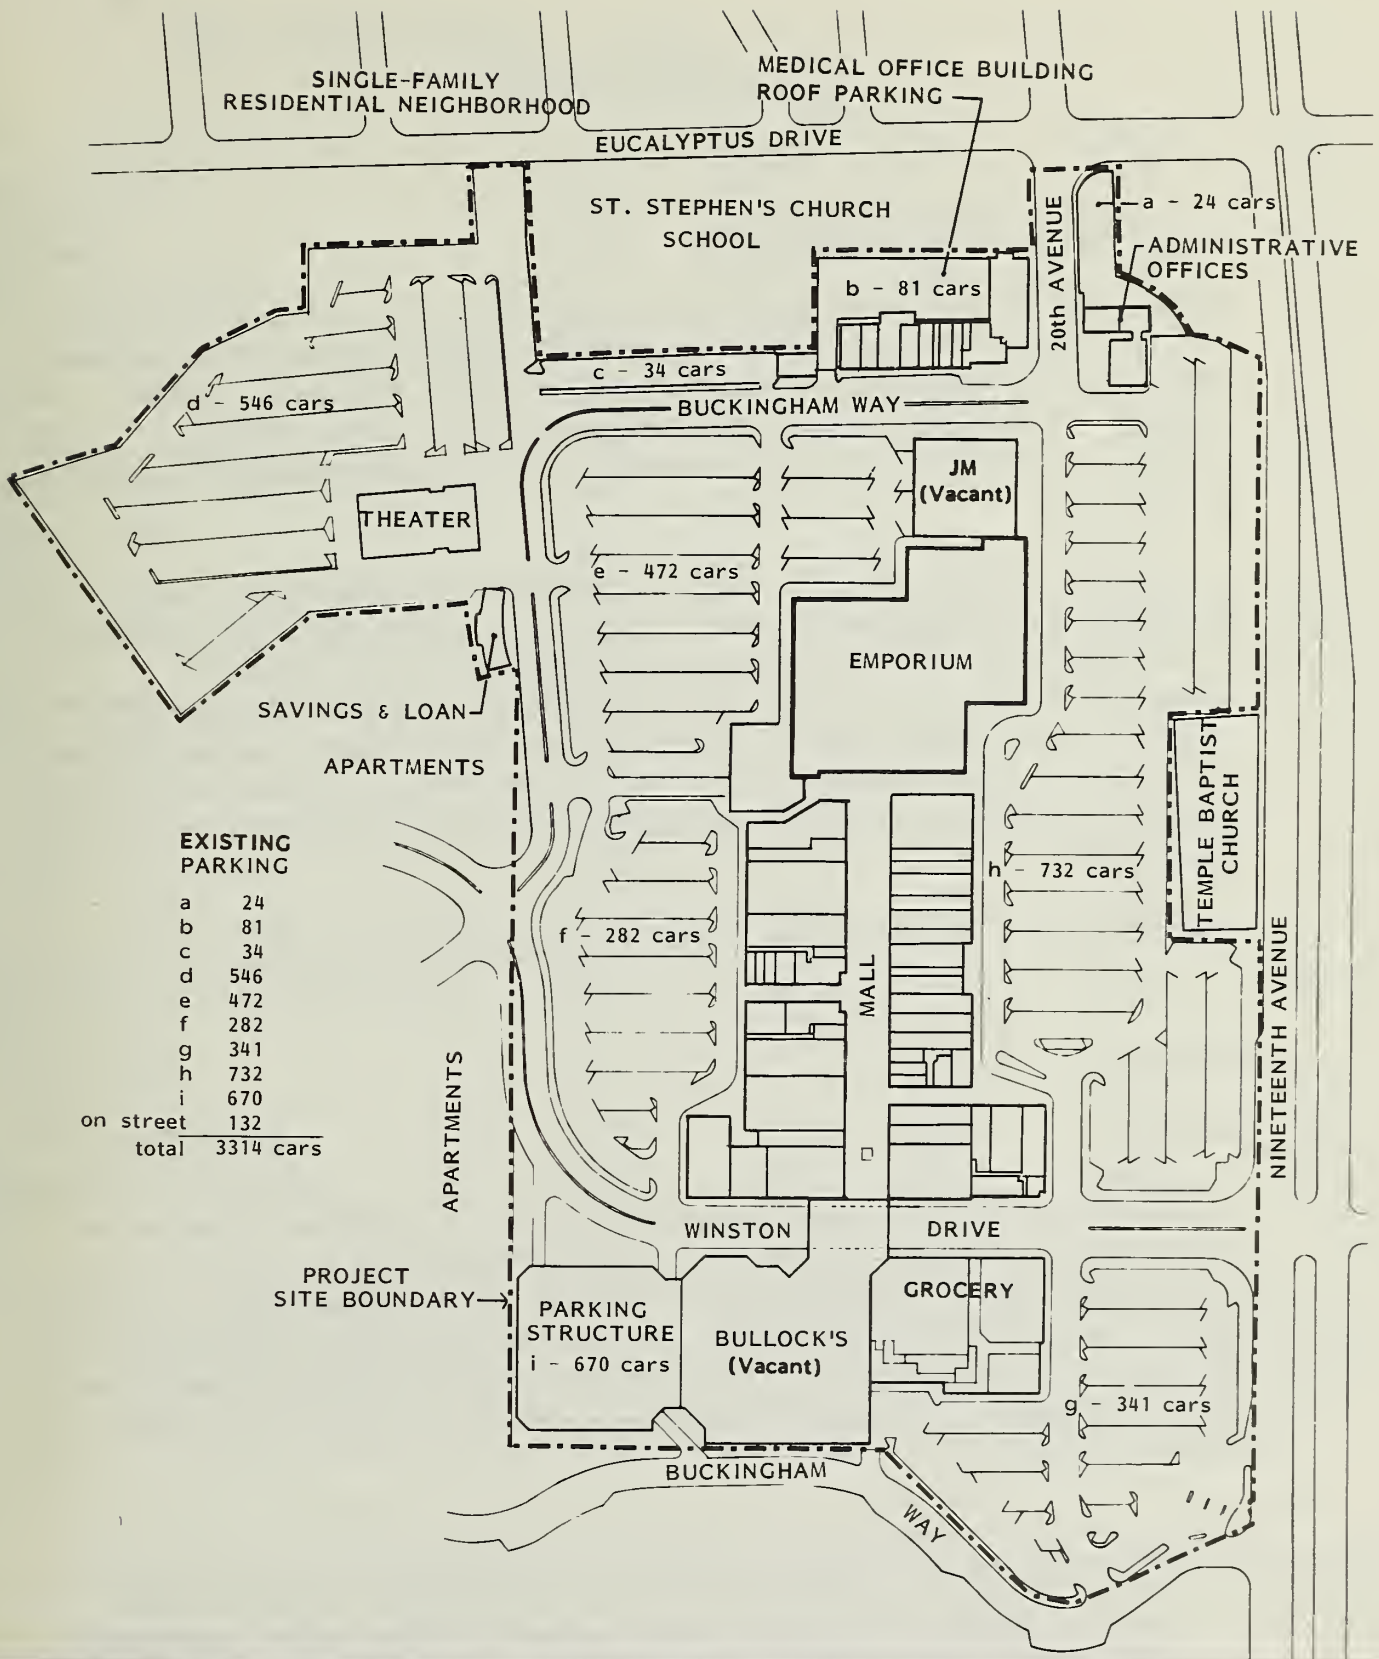 SINGLE-FAMILY
RESIDENTIAL NEIGHBORHOOD
MEDICAL OFFICE BUILDING
ROOF PARKING
EUCALYPTUS DRIVE
ST. STEPHEN'S CHURCH
SCHOOL
20th AVENUE
a - 24 cars
ADMINISTRATIVE
OFFICES
b - 81 cars
c - 34 cars
d - 546 cars
BUCKINGHAM WAY
JM
(Vacant)
THEATER
e - 472 cars
EMPORIUM
SAVINGS & LOAN
APARTMENTS
TEMPLE BAPTIST
CHURCH
EXISTING
PARKING
a 24
b 81
c 34
d 546
e 472
f 282
g 341
h 732
i 670
on street 132
total 3314 cars
h - 732 cars
f - 282 cars
MALL
NINETEENTH AVENUE
APARTMENTS
WINSTON DRIVE
PROJECT
SITE BOUNDARY
PARKING
STRUCTURE
i - 670 cars
BULLOCK'S
(Vacant)
GROCERY
g - 341 cars
BUCKINGHAM
WAY